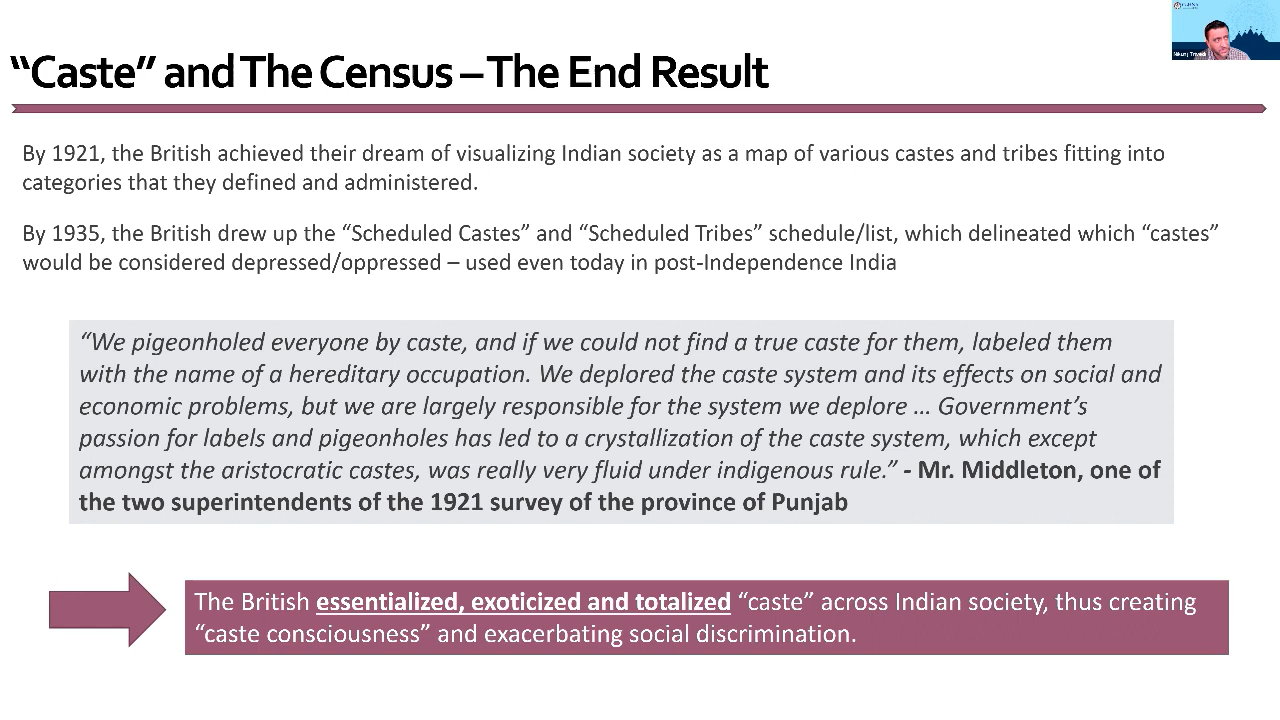 “Caste” and The Census – The End Result
Nikunj Trivedi
By 1921, the British achieved their dream of visualizing Indian society as a map of various castes and tribes fitting into
categories that they defined and administered.
By 1935, the British drew up the “Scheduled Castes” and “Scheduled Tribes” schedule/list, which delineated which “castes”
would be considered depressed/oppressed – used even today in post-Independence India
“We pigeonholed everyone by caste, and if we could not find a true caste for them, labeled them
with the name of a hereditary occupation. We deplored the caste system and its effects on social and
economic problems, but we are largely responsible for the system we deplore … Government’s
passion for labels and pigeonholes has led to a crystallization of the caste system, which except
amongst the aristocratic castes, was really very fluid under indigenous rule.” - Mr. Middleton, one of
the two superintendents of the 1921 survey of the province of Punjab
The British essentialized, exoticized and totalized “caste” across Indian society, thus creating
“caste consciousness” and exacerbating social discrimination.